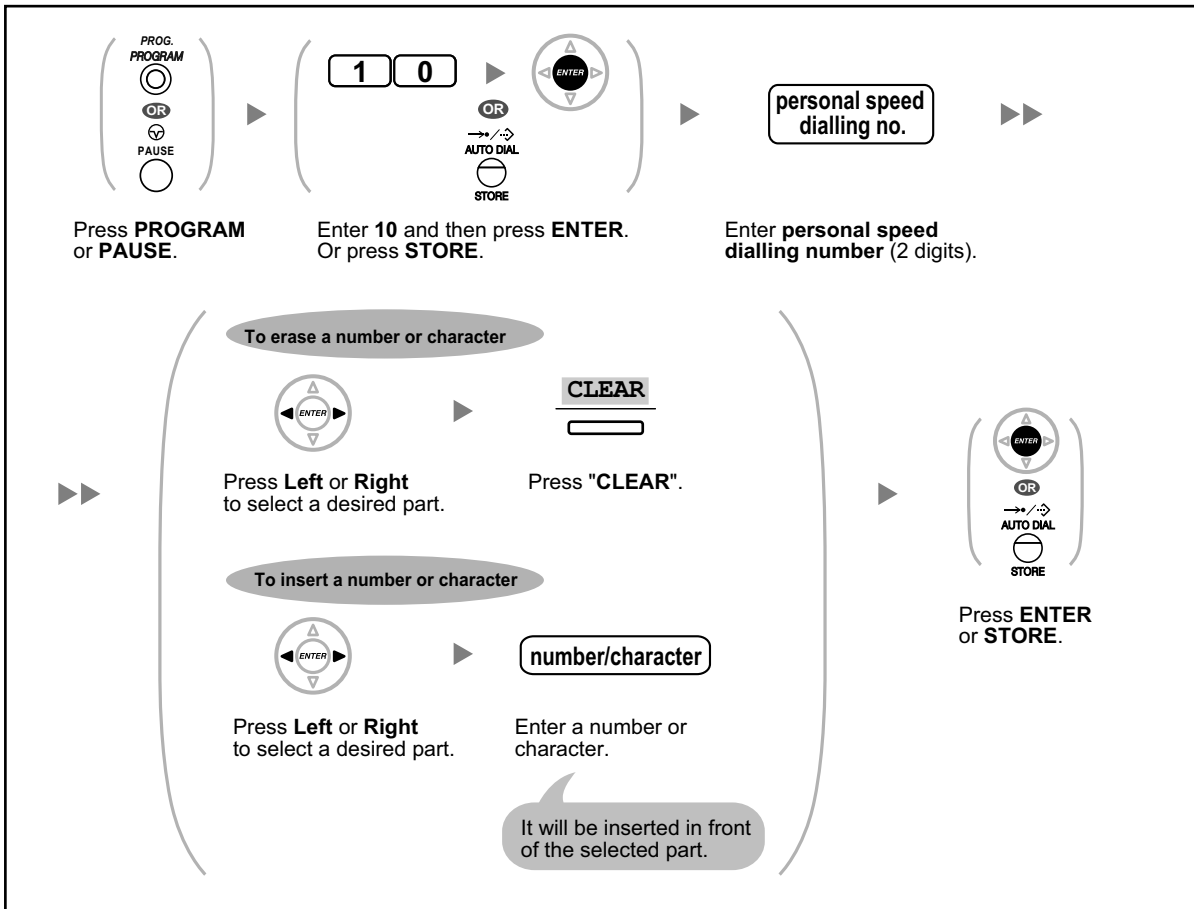 PROG.
PROGRAM
OR
PAUSE
1 0
ENTER
OR
AUTO DIAL
STORE
personal speed
dialling no.
Press PROGRAM
or PAUSE.
Enter 10 and then press ENTER.
Or press STORE.
Enter personal speed
dialling number (2 digits).
To erase a number or character
ENTER
CLEAR
Press Left or Right
to select a desired part.
Press "CLEAR".
To insert a number or character
ENTER
number/character
Press Left or Right
to select a desired part.
Enter a number or
character.
It will be inserted in front
of the selected part.
ENTER
OR
AUTO DIAL
STORE
Press ENTER
or STORE.